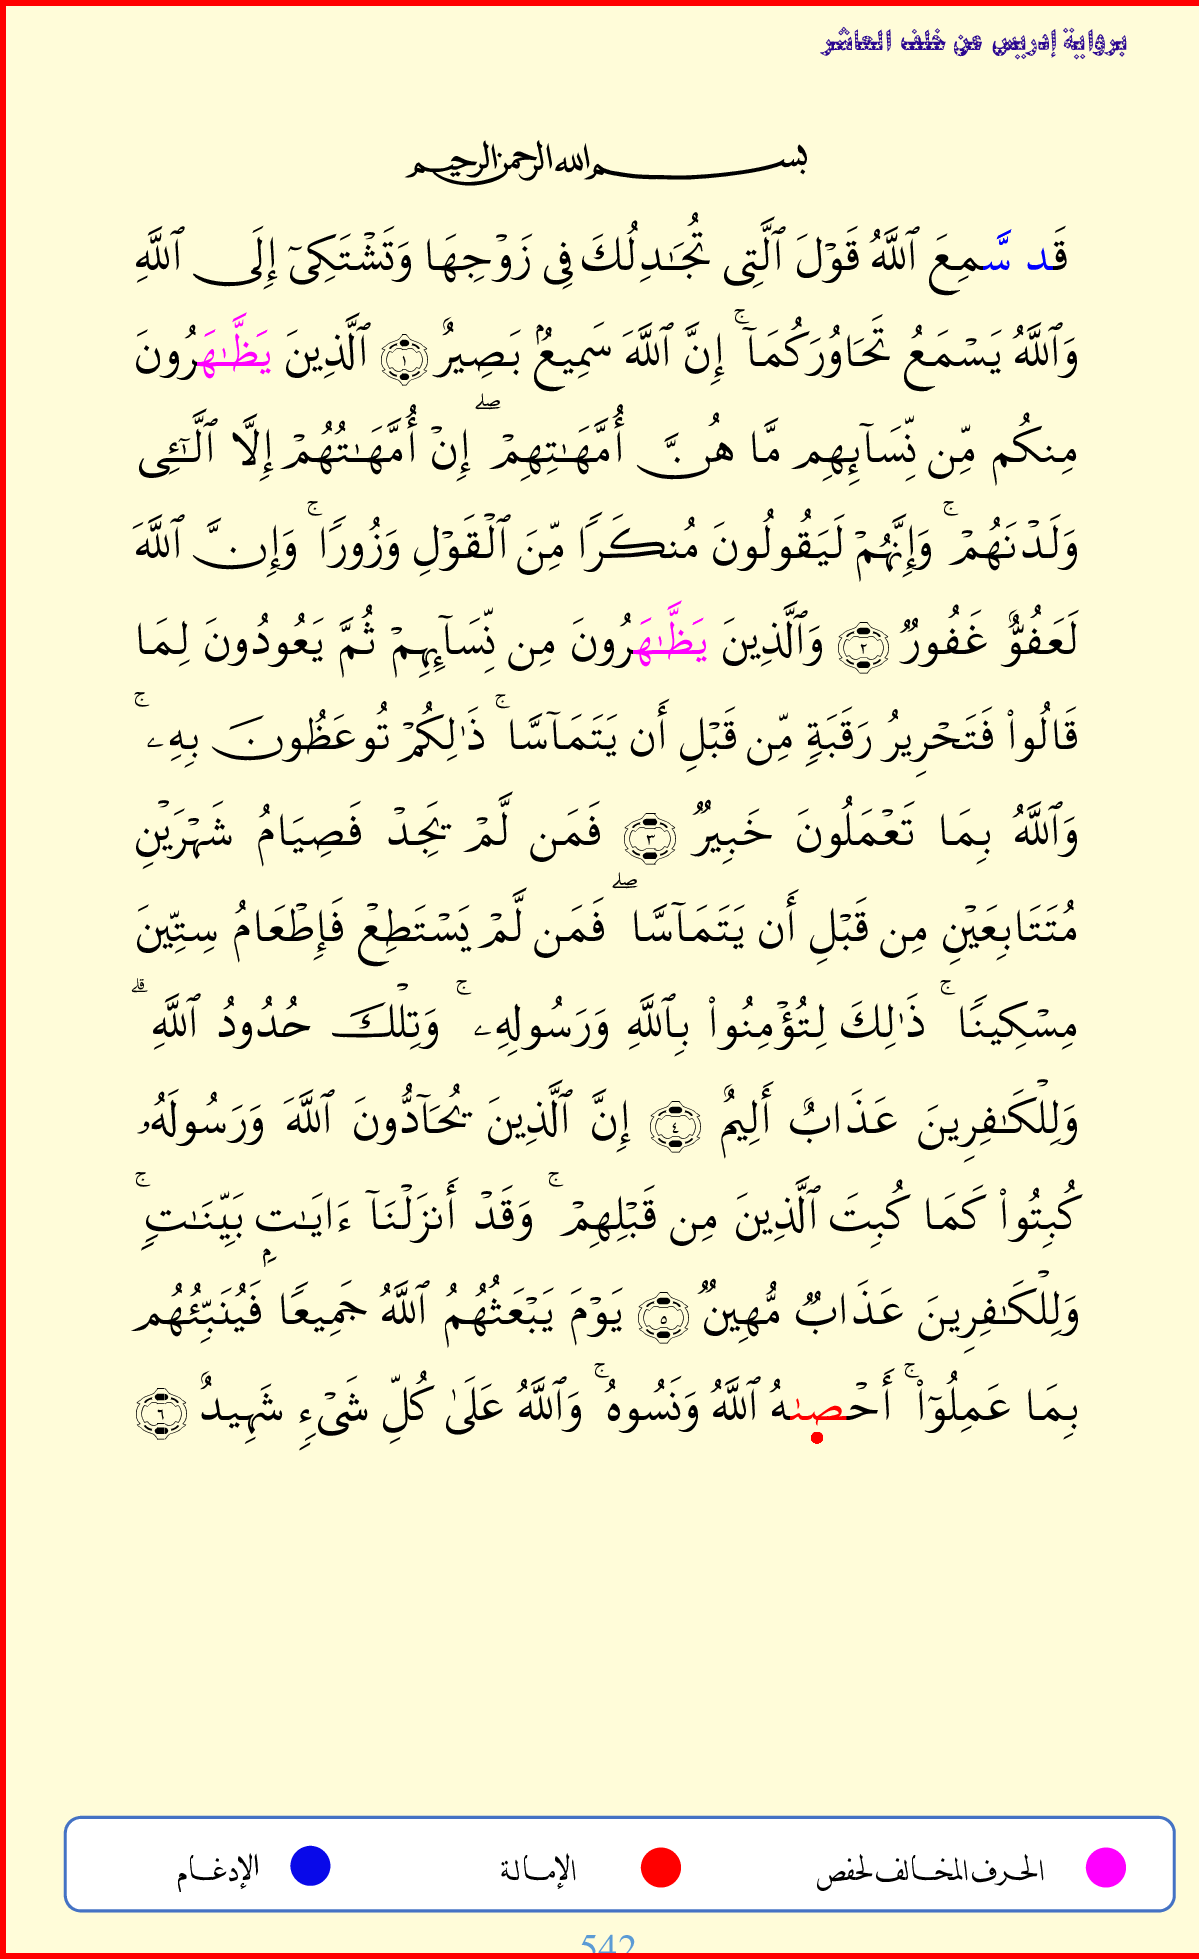 برواية إدريس عن خلف العاشر
بسم الله الرحمن الرحيم
قَد سَّمِعَ ٱللَّهُ قَوۡلَ ٱلَّتِي تُجَٰدِلُكَ فِي زَوۡجِهَا وَتَشۡتَكِيٓ إِلَى ٱللَّهِ
وَٱللَّهُ يَسۡمَعُ تَحَاوُرَكُمَآۚ إِنَّ ٱللَّهَ سَمِيعُۢ بَصِيرٌ ١ ٱلَّذِينَ يَظَّٰهَرُونَ
مِنكُم مِّن نِّسَآئِهِم مَّا هُنَّ أُمَّهَٰتِهِمۡۖ إِنۡ أُمَّهَٰتُهُمۡ إِلَّا ٱلَّٰٓـِٔي
وَلَدۡنَهُمۡۚ وَإِنَّهُمۡ لَيَقُولُونَ مُنكَرٗا مِّنَ ٱلۡقَوۡلِ وَزُورٗاۚ وَإِنَّ ٱللَّهَ
لَعَفُوٌّ غَفُورٞ ٢ وَٱلَّذِينَ يَظَّٰهَرُونَ مِن نِّسَآئِهِمۡ ثُمَّ يَعُودُونَ لِمَا
قَالُواْ فَتَحۡرِيرُ رَقَبَةٖ مِّن قَبۡلِ أَن يَتَمَآسَّاۚ ذَٰلِكُمۡ تُوعَظُونَ بِهِۦۚ
وَٱللَّهُ بِمَا تَعۡمَلُونَ خَبِيرٞ ٣ فَمَن لَّمۡ يَجِدۡ فَصِيَامُ شَهۡرَيۡنِ
مُتَتَابِعَيۡنِ مِن قَبۡلِ أَن يَتَمَآسَّاۖ فَمَن لَّمۡ يَسۡتَطِعۡ فَإِطۡعَامُ سِتِّينَ
مِسۡكِينٗاۚ ذَٰلِكَ لِتُؤۡمِنُواْ بِٱللَّهِ وَرَسُولِهِۦۚ وَتِلۡكَ حُدُودُ ٱللَّهِۗ
وَلِلۡكَٰفِرِينَ عَذَابٌ أَلِيمٌ ٤ إِنَّ ٱلَّذِينَ يُحَآدُّونَ ٱللَّهَ وَرَسُولَهُۥ
كُبِتُواْ كَمَا كُبِتَ ٱلَّذِينَ مِن قَبۡلِهِمۡۚ وَقَدۡ أَنزَلۡنَآ ءَايَٰتِۭ بَيِّنَٰتٖۚ
وَلِلۡكَٰفِرِينَ عَذَابٞ مُّهِينٞ ٥ يَوۡمَ يَبۡعَثُهُمُ ٱللَّهُ جَمِيعٗا فَيُنَبِّئُهُم
بِمَا عَمِلُوٓاْۚ أَحۡصَىٰهُ ٱللَّهُ وَنَسُوهُۚ وَٱللَّهُ عَلَىٰ كُلِّ شَيۡءٖ شَهِيدٌ ٦
الحرف المخالف لحفص الإمالة الإدغام
542